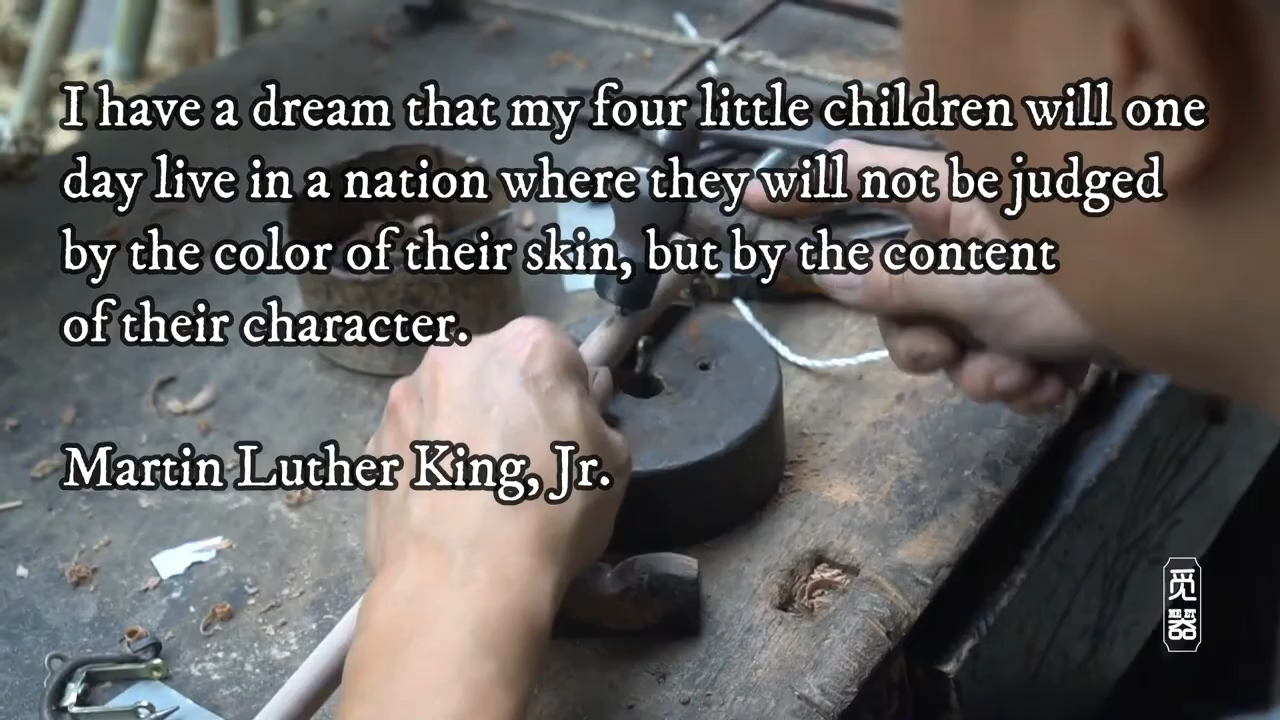 I have a dream that my four little children will one
day live in a nation where they will not be judged
by the color of their skin, but by the content
of their character.
Martin Luther King, Jr.
觅
器